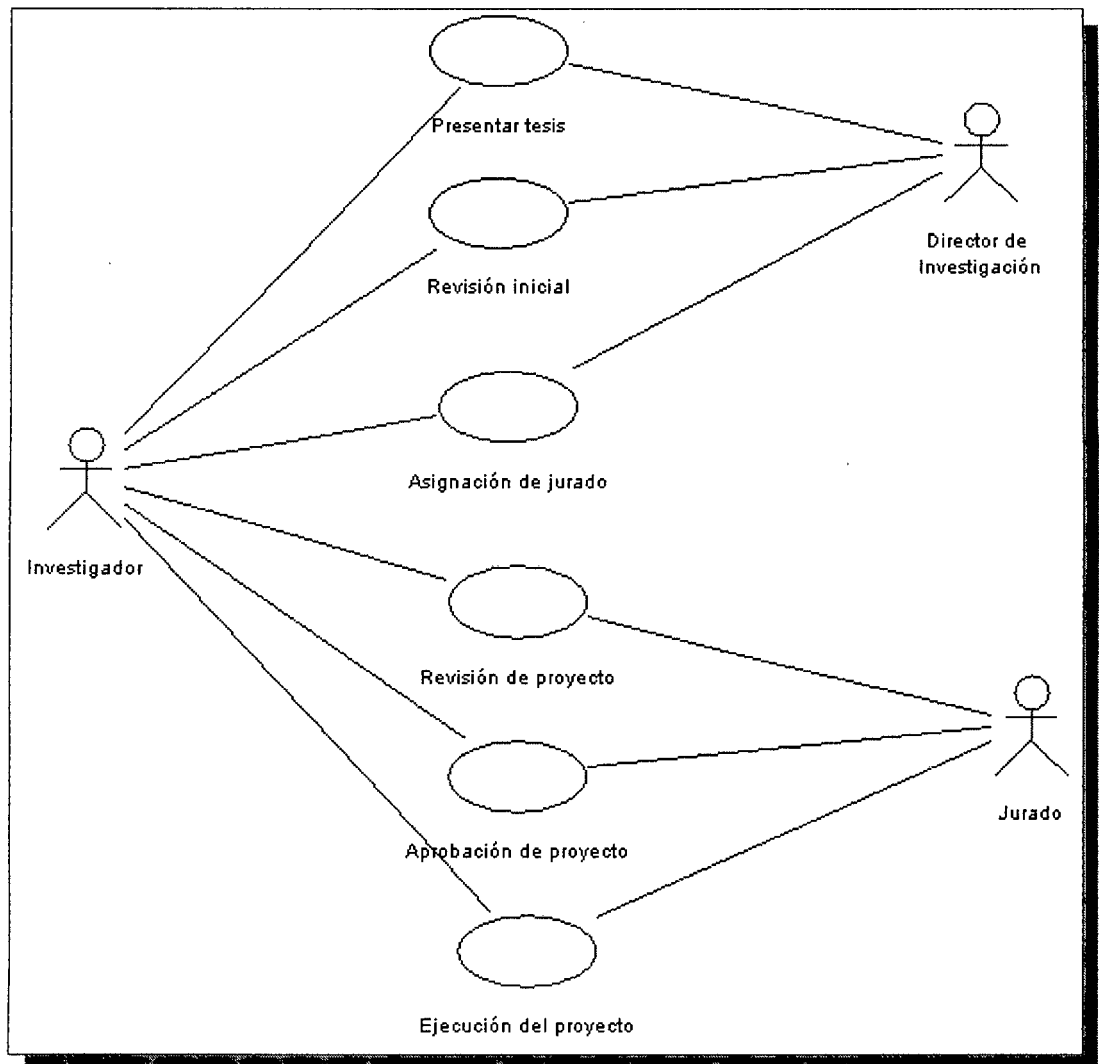 Presentar tesis
Director de
Investigación
Revisión inicial
Asignación de jurado
Investigador
Revisión de proyecto
Jurado
Aprobación de proyecto
Ejecución del proyecto